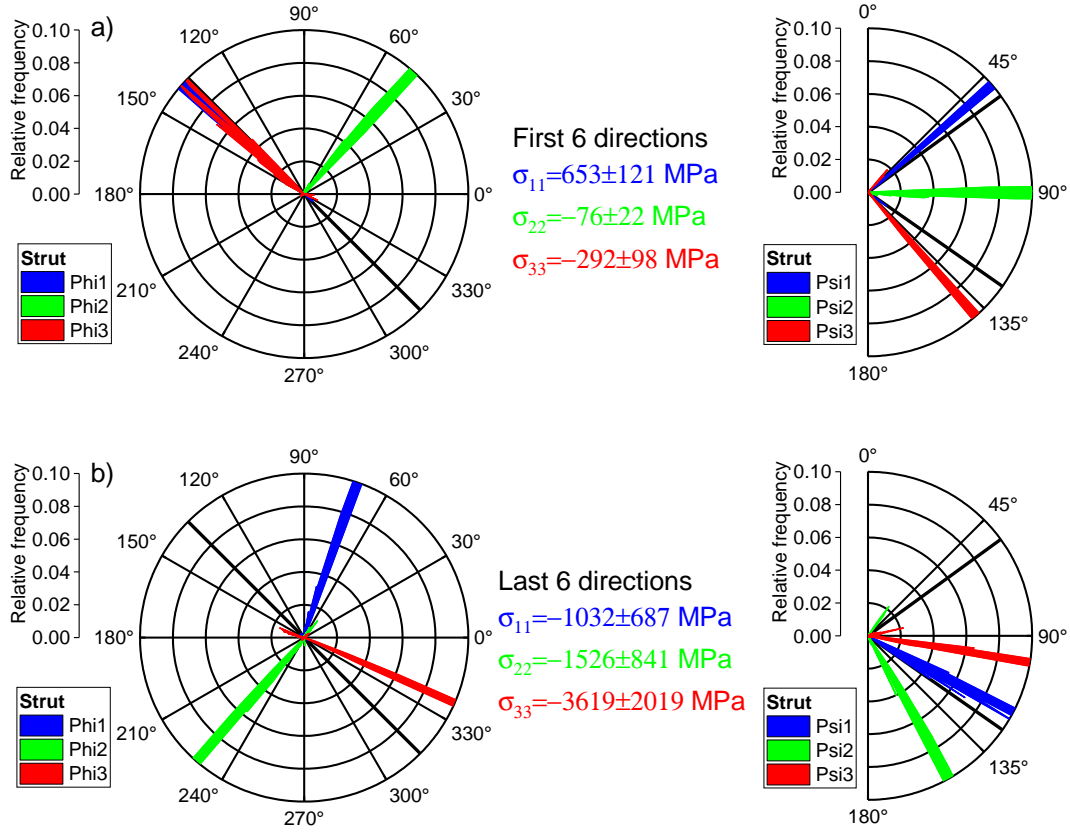 a)
Relative frequency
0.10
0.08
0.06
0.04
0.02
0.00
90°
120°
60°
150°
30°
180°
0°
210°
330°
240°
300°
270°
Strut
Phi1
Phi2
Phi3
First 6 directions
σ11=653±121 MPa
σ22=−76±22 MPa
σ33=−292±98 MPa
Relative frequency
0.10
0.08
0.06
0.04
0.02
0.00
0°
45°
90°
135°
180°
Strut
Psi1
Psi2
Psi3
b)
Relative frequency
0.10
0.08
0.06
0.04
0.02
0.00
90°
120°
60°
150°
30°
180°
0°
210°
330°
240°
300°
270°
Strut
Phi1
Phi2
Phi3
Last 6 directions
σ11=−1032±687 MPa
σ22=−1526±841 MPa
σ33=−3619±2019 MPa
Relative frequency
0.10
0.08
0.06
0.04
0.02
0.00
0°
45°
90°
135°
180°
Strut
Psi1
Psi2
Psi3